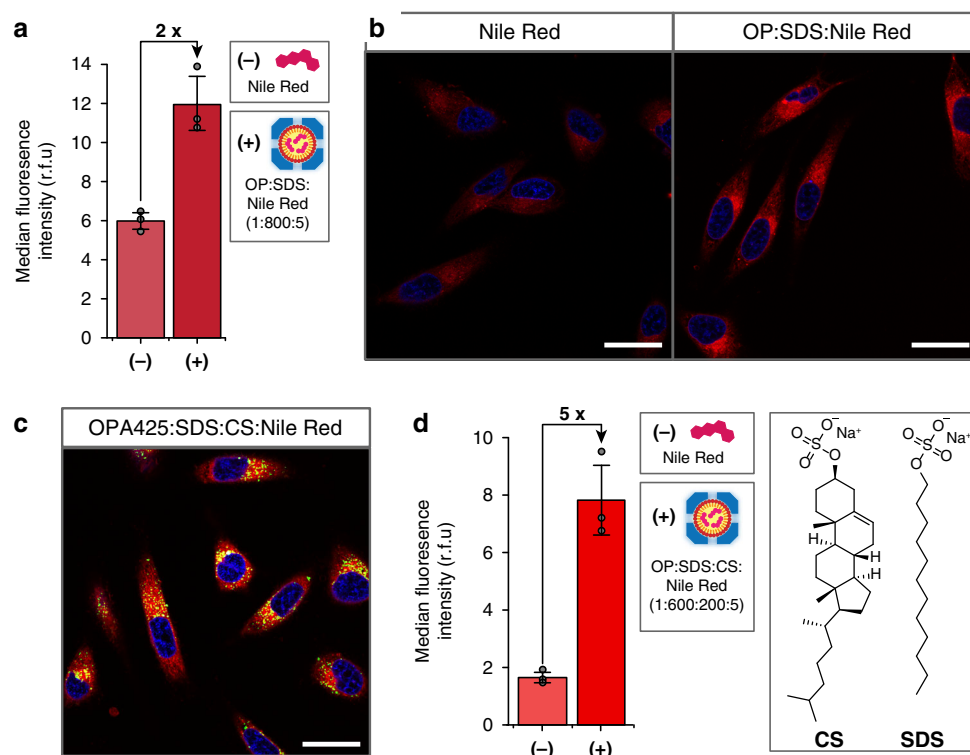 a
2 x
14
12
10
8
6
4
2
0
Median fluoresence
intensity (r.f.u)
(–)
(+)
(–)
Nile Red
(+)
OP:SDS:
Nile Red
(1:800:5)
b
Nile Red
OP:SDS:Nile Red
c
OPA425:SDS:CS:Nile Red
d
5 x
10
8
6
4
2
0
Median fluoresence
intensity (r.f.u)
(–)
(+)
(–)
Nile Red
(+)
OP:SDS:CS:
Nile Red
(1:600:200:5)
O O⁻ Na⁺
S
O O
H
H
H
CS
O O⁻ Na⁺
S
O O
SDS